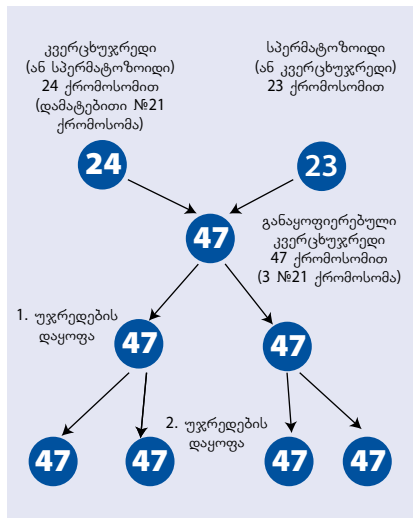 კვერცხუჯრედი
(ან სპერმატოზოიდი)
24 ქრომოსომით
(დამატებითი №21
ქრომოსომა)
სპერმატოზოიდი
(ან კვერცხუჯრედი)
23 ქრომოსომით
24
23
47
განაყოფიერებული
კვერცხუჯრედი
47 ქრომოსომით
(3 №21 ქრომოსომა)
1. უჯრედების
დაყოფა
47
47
2. უჯრედების
დაყოფა
47
47
47
47